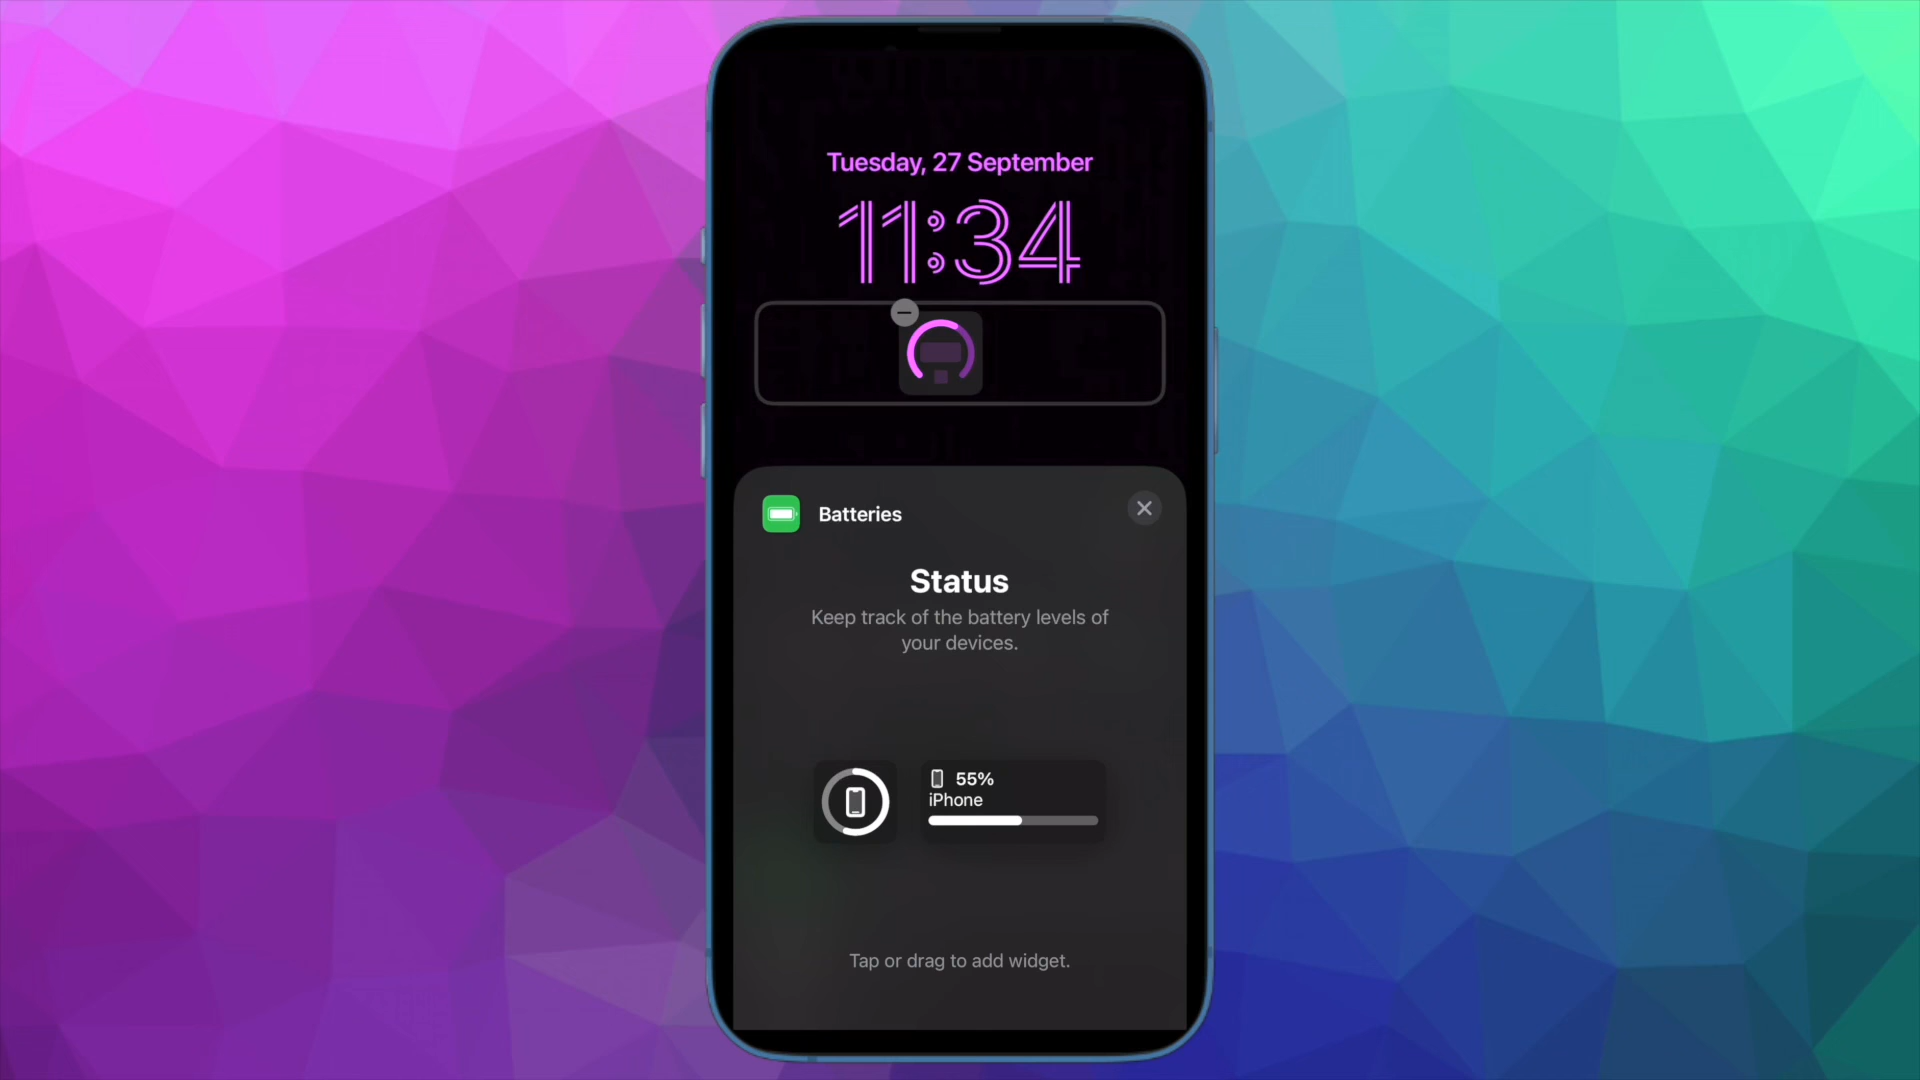 Tuesday, 27 September
11:34
Batteries
Status
Keep track of the battery levels of
your devices.
55%
iPhone
Tap or drag to add widget.